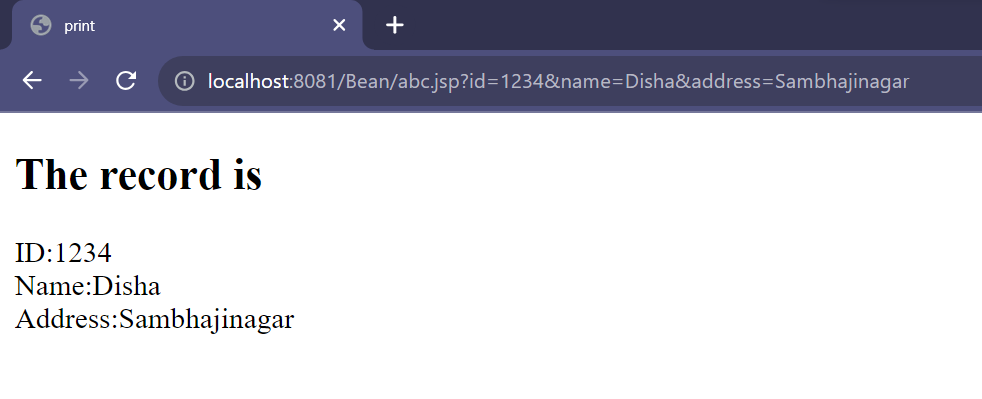 print
localhost:8081/Bean/abc.jsp?id=1234&name=Disha&address=Sambhajinagar
The record is
ID:1234
Name:Disha
Address:Sambhajinagar